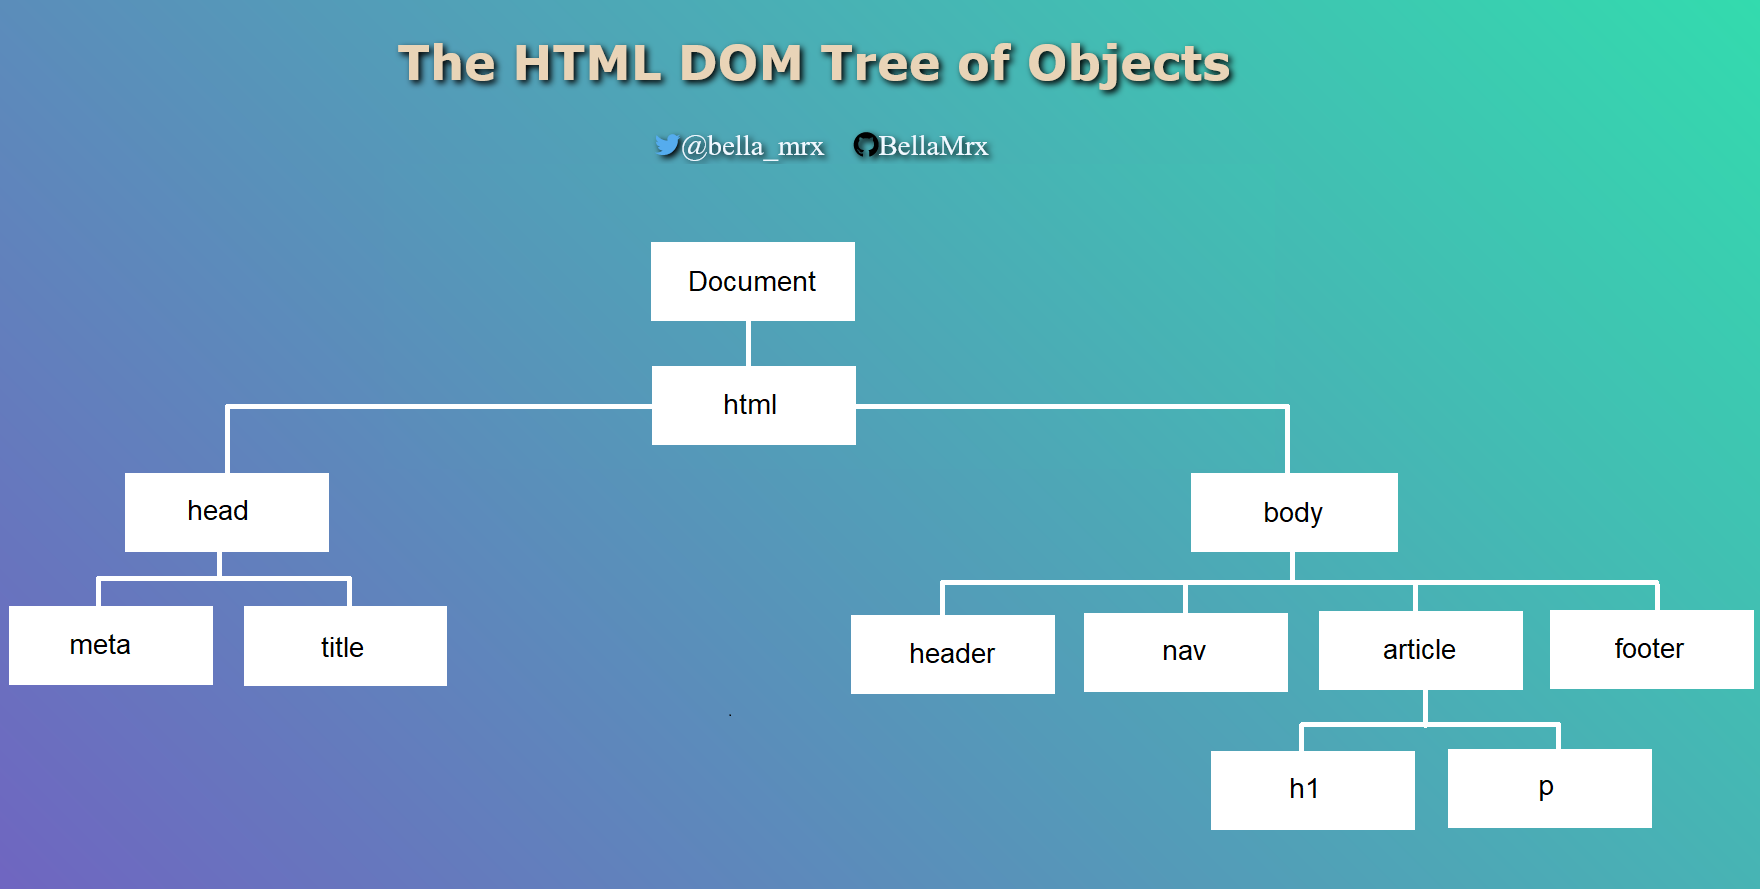 The HTML DOM Tree of Objects
@bella_mrx BellaMrx
Document
html
head
body
meta
title
header
nav
article
footer
h1
p